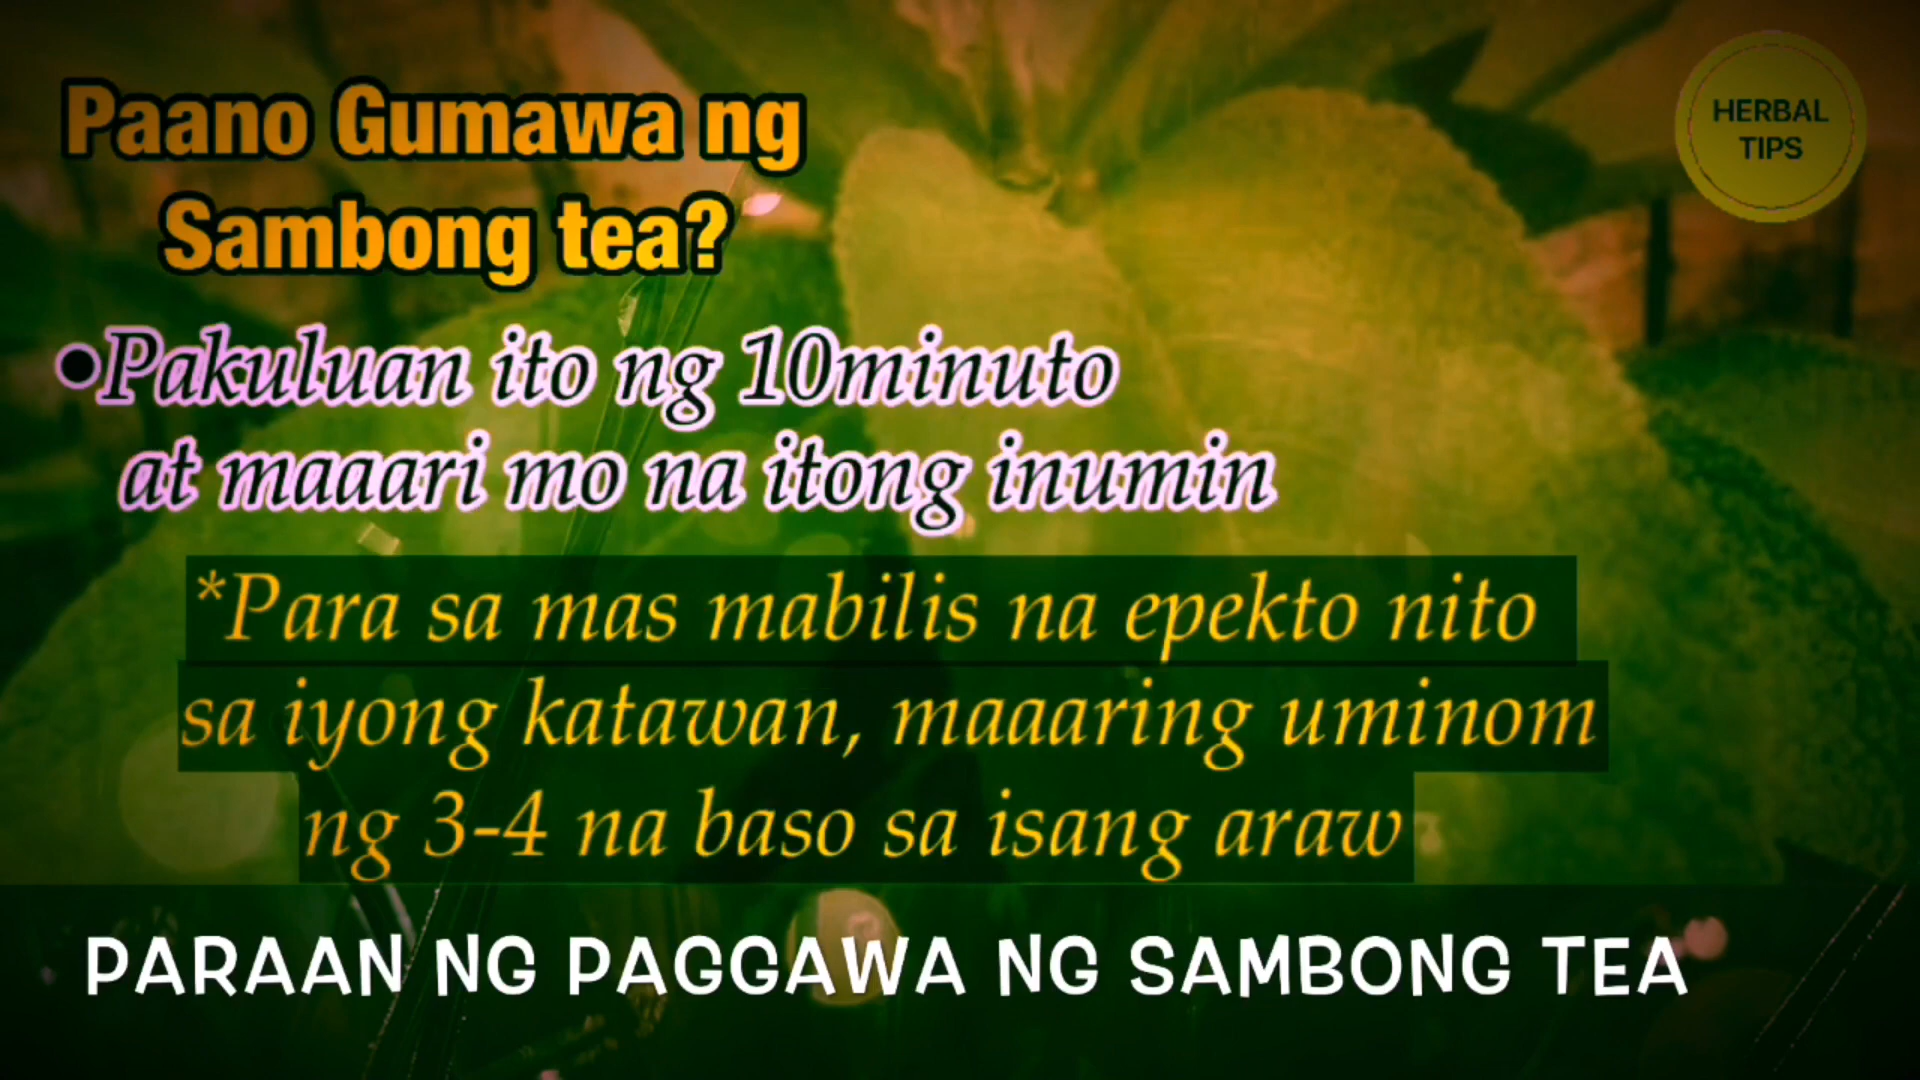 Paano Gumawa ng
Sambong tea?
HERBAL
TIPS
•Pakuluan ito ng 10minuto
at maaari mo na itong inumin
*Para sa mas mabilis na epekto nito
sa iyong katawan, maaaring uminom
ng 3-4 na baso sa isang araw
PARAAN NG PAGGAWA NG SAMBONG TEA